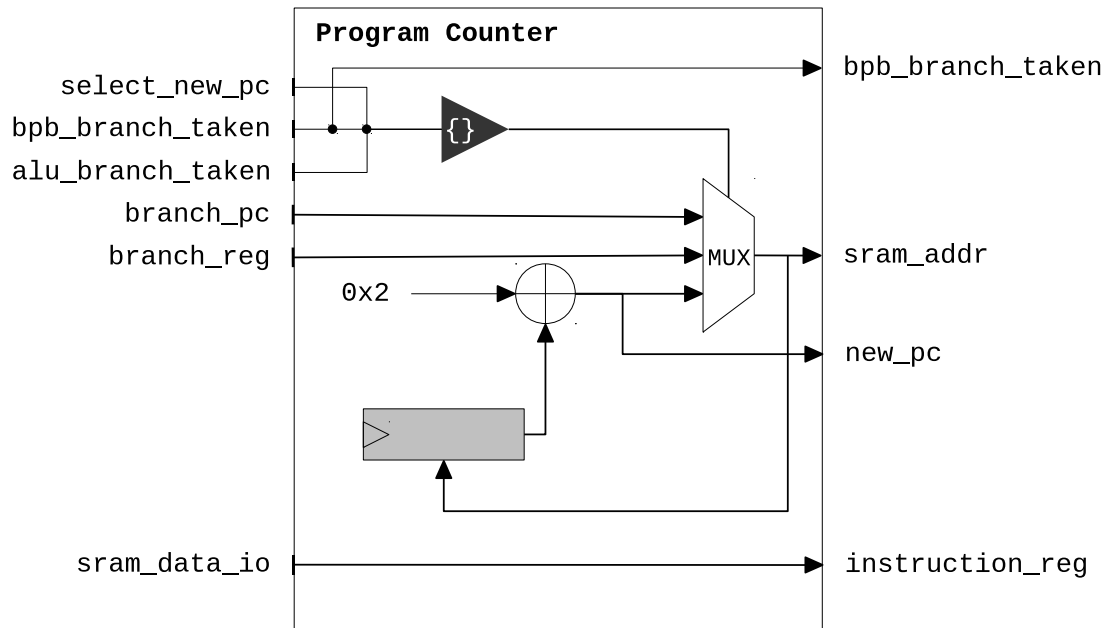 Program Counter
bpb_branch_taken
select_new_pc
bpb_branch_taken
{}
alu_branch_taken
branch_pc
branch_reg
MUX
sram_addr
0x2
new_pc
sram_data_io
instruction_reg